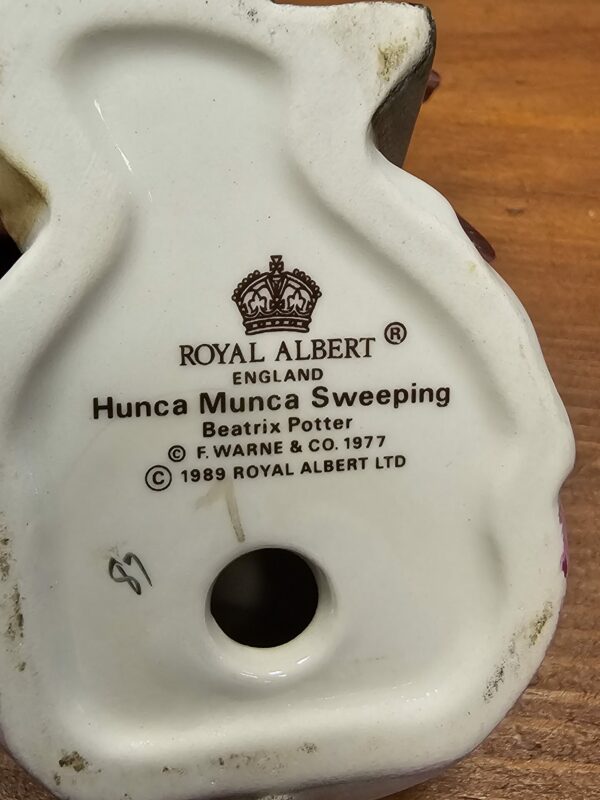 ROYAL ALBERT ®
ENGLAND
Hunca Munca Sweeping
Beatrix Potter
© F. WARNE & CO. 1977
© 1989 ROYAL ALBERT LTD